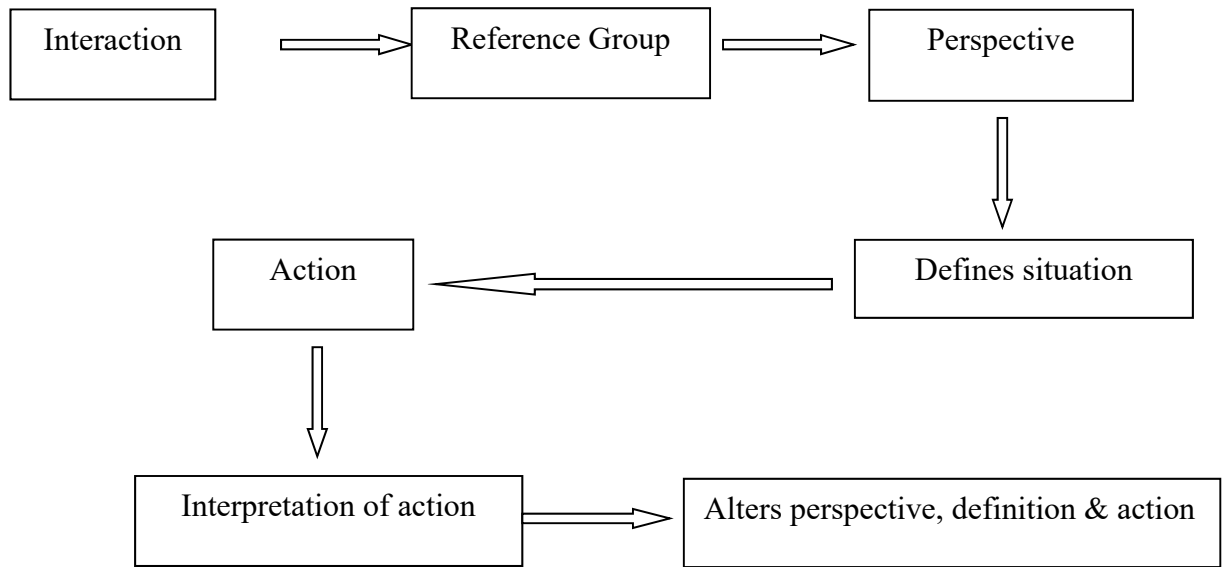 Interaction
Reference Group
Perspective
Defines situation
Action
Interpretation of action
Alters perspective, definition & action